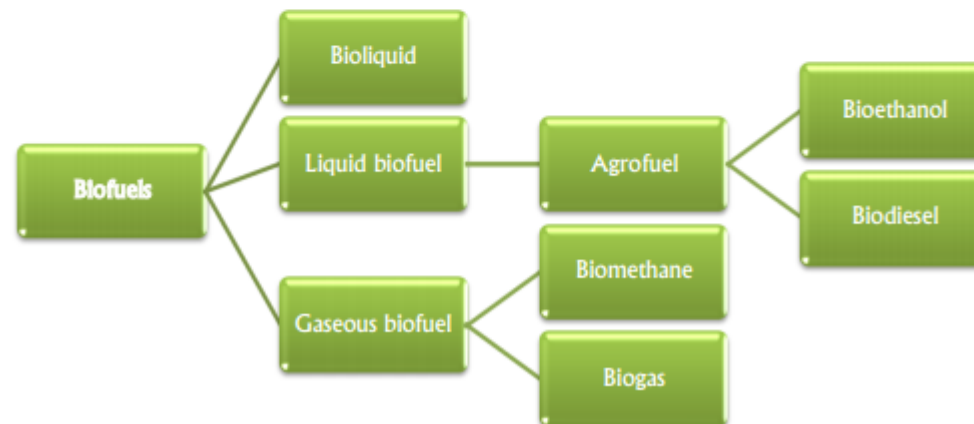 Biofuels
Bioliquid
Liquid biofuel
Gaseous biofuel
Agrofuel
Biomethane
Biogas
Bioethanol
Biodiesel